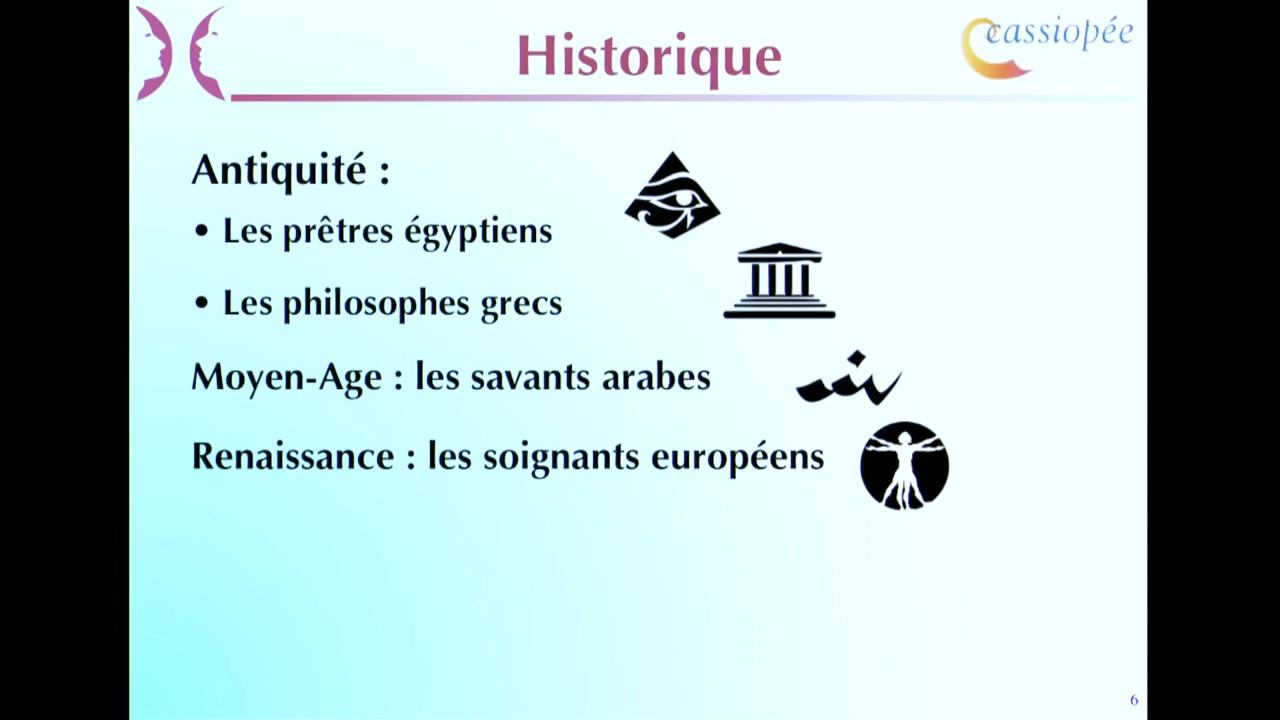 Historique
cassiopée
Antiquité :
• Les prêtres égyptiens
• Les philosophes grecs
Moyen-Age : les savants arabes
Renaissance : les soignants européens
6